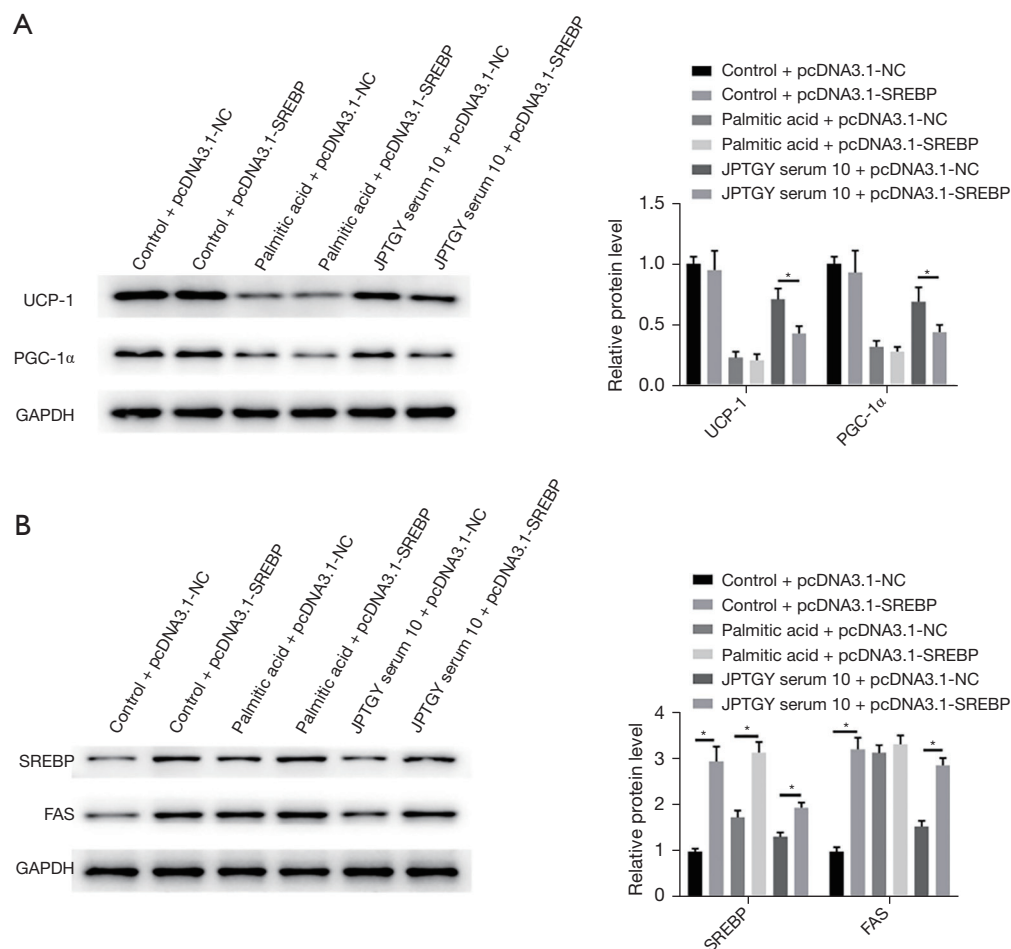 A
Control + pcDNA3.1-NC
Control + pcDNA3.1-SREBP
Palmitic acid + pcDNA3.1-NC
Palmitic acid + pcDNA3.1-SREBP
JPTGY serum 10 + pcDNA3.1-NC
JPTGY serum 10 + pcDNA3.1-SREBP
UCP-1
PGC-1α
GAPDH
Control + pcDNA3.1-NC
Control + pcDNA3.1-SREBP
Palmitic acid + pcDNA3.1-NC
Palmitic acid + pcDNA3.1-SREBP
JPTGY serum 10 + pcDNA3.1-NC
JPTGY serum 10 + pcDNA3.1-SREBP
Relative protein level
1.5
1.0
0.5
0.0
*
*
UCP-1
PGC-1α
B
Control + pcDNA3.1-NC
Control + pcDNA3.1-SREBP
Palmitic acid + pcDNA3.1-NC
Palmitic acid + pcDNA3.1-SREBP
JPTGY serum 10 + pcDNA3.1-NC
JPTGY serum 10 + pcDNA3.1-SREBP
SREBP
FAS
GAPDH
Control + pcDNA3.1-NC
Control + pcDNA3.1-SREBP
Palmitic acid + pcDNA3.1-NC
Palmitic acid + pcDNA3.1-SREBP
JPTGY serum 10 + pcDNA3.1-NC
JPTGY serum 10 + pcDNA3.1-SREBP
Relative protein level
4
3
2
1
0
*
*
*
*
*
SREBP
FAS